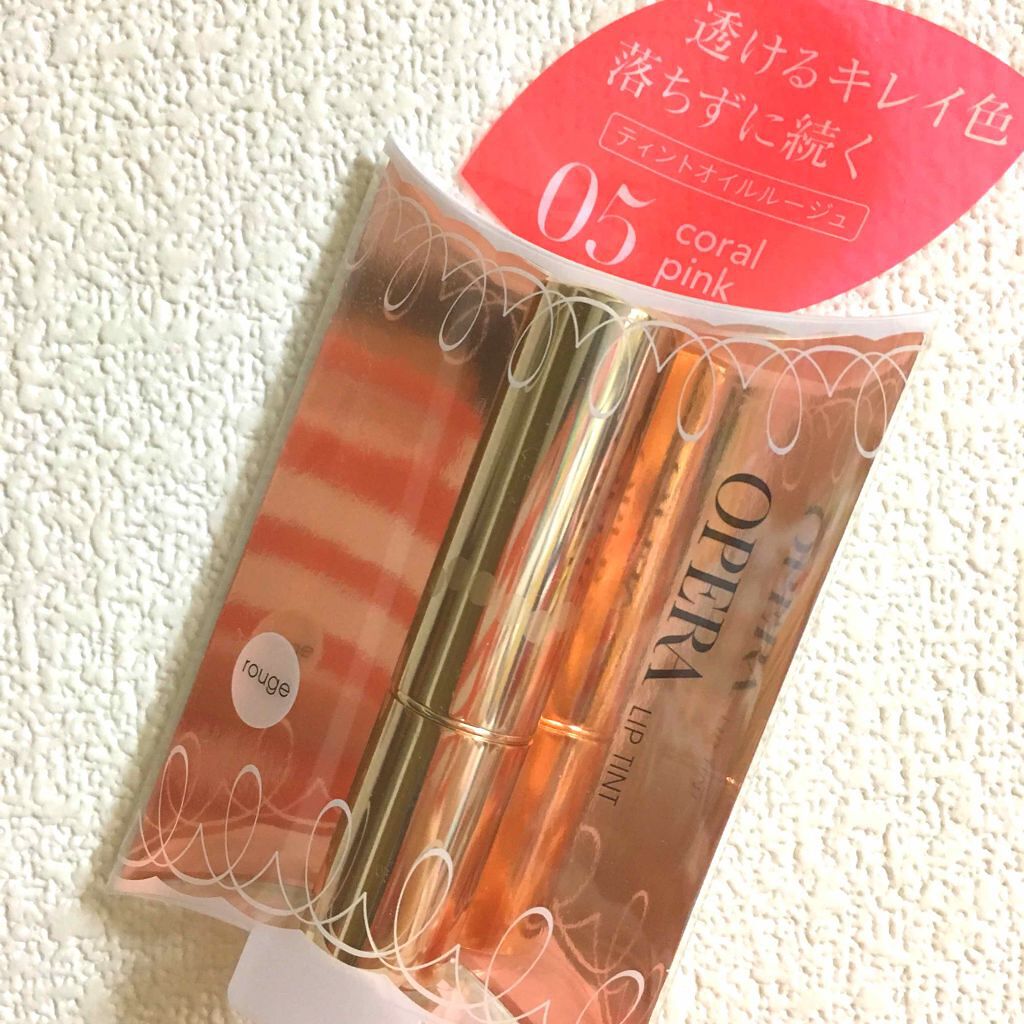 透けるキレイ色
落ちずに続く
ティントオイルルージュ
05
coral
pink
OPERA
LIP TINT
rouge